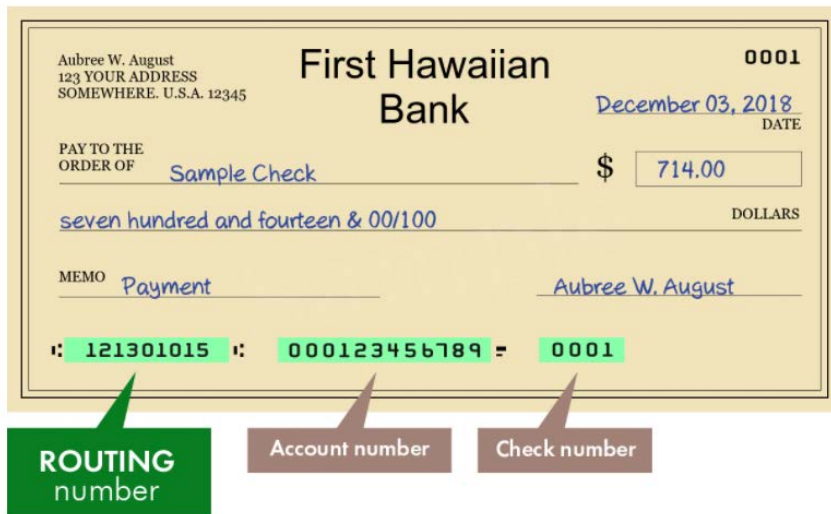 Aubree W. August
123 YOUR ADDRESS
SOMEWHERE. U.S.A. 12345
First Hawaiian
Bank
0001
December 03, 2018
DATE
PAY TO THE
ORDER OF
Sample Check
$ 714.00
seven hundred and fourteen & 00/100
DOLLARS
MEMO Payment
Aubree W. August
⑆ 121301015 ⑆ 000123456789 ⑉ 0001
ROUTING
number
Account number
Check number